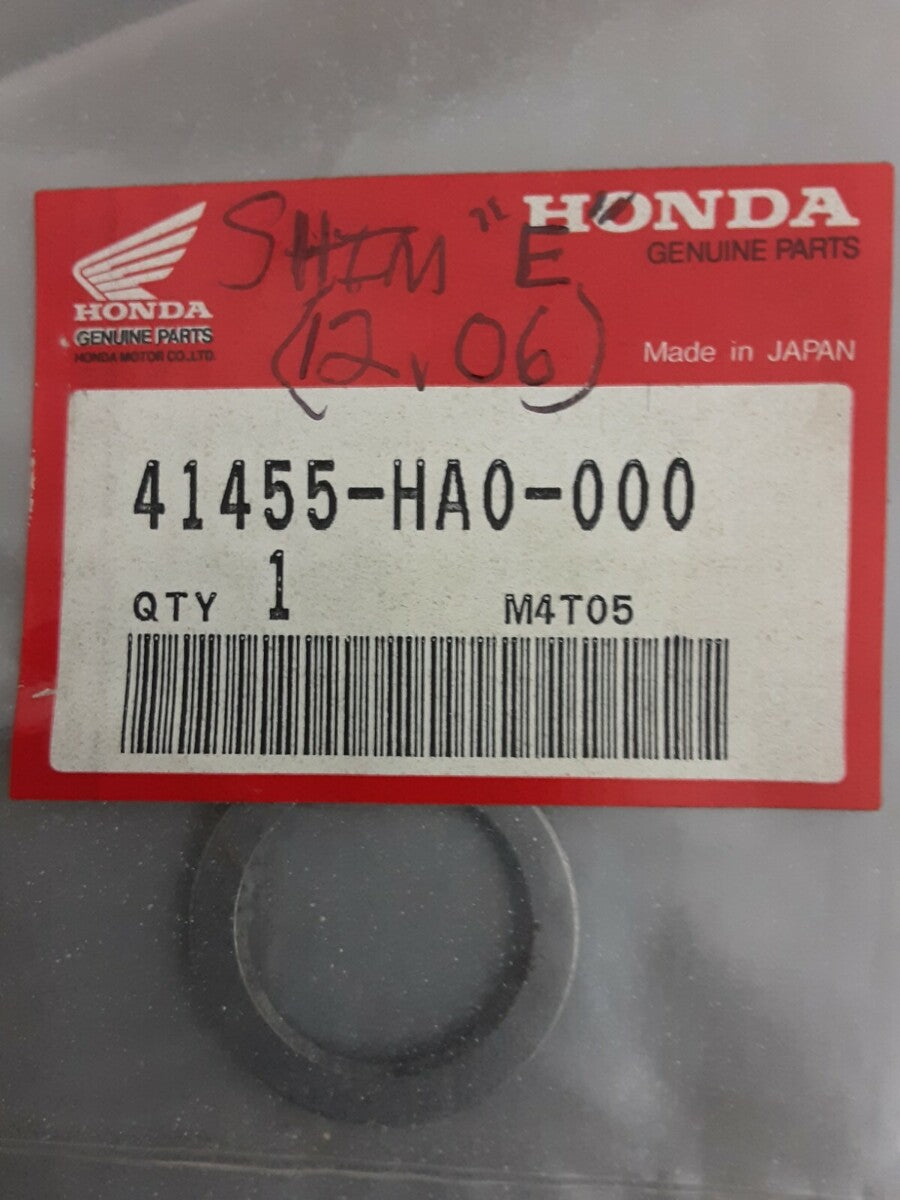 SHIM "E"
(12.06)
HONDA
GENUINE PARTS
HONDA MOTOR CO.,LTD.
HONDA
GENUINE PARTS
Made in JAPAN
41455-HA0-000
QTY 1 M4T05